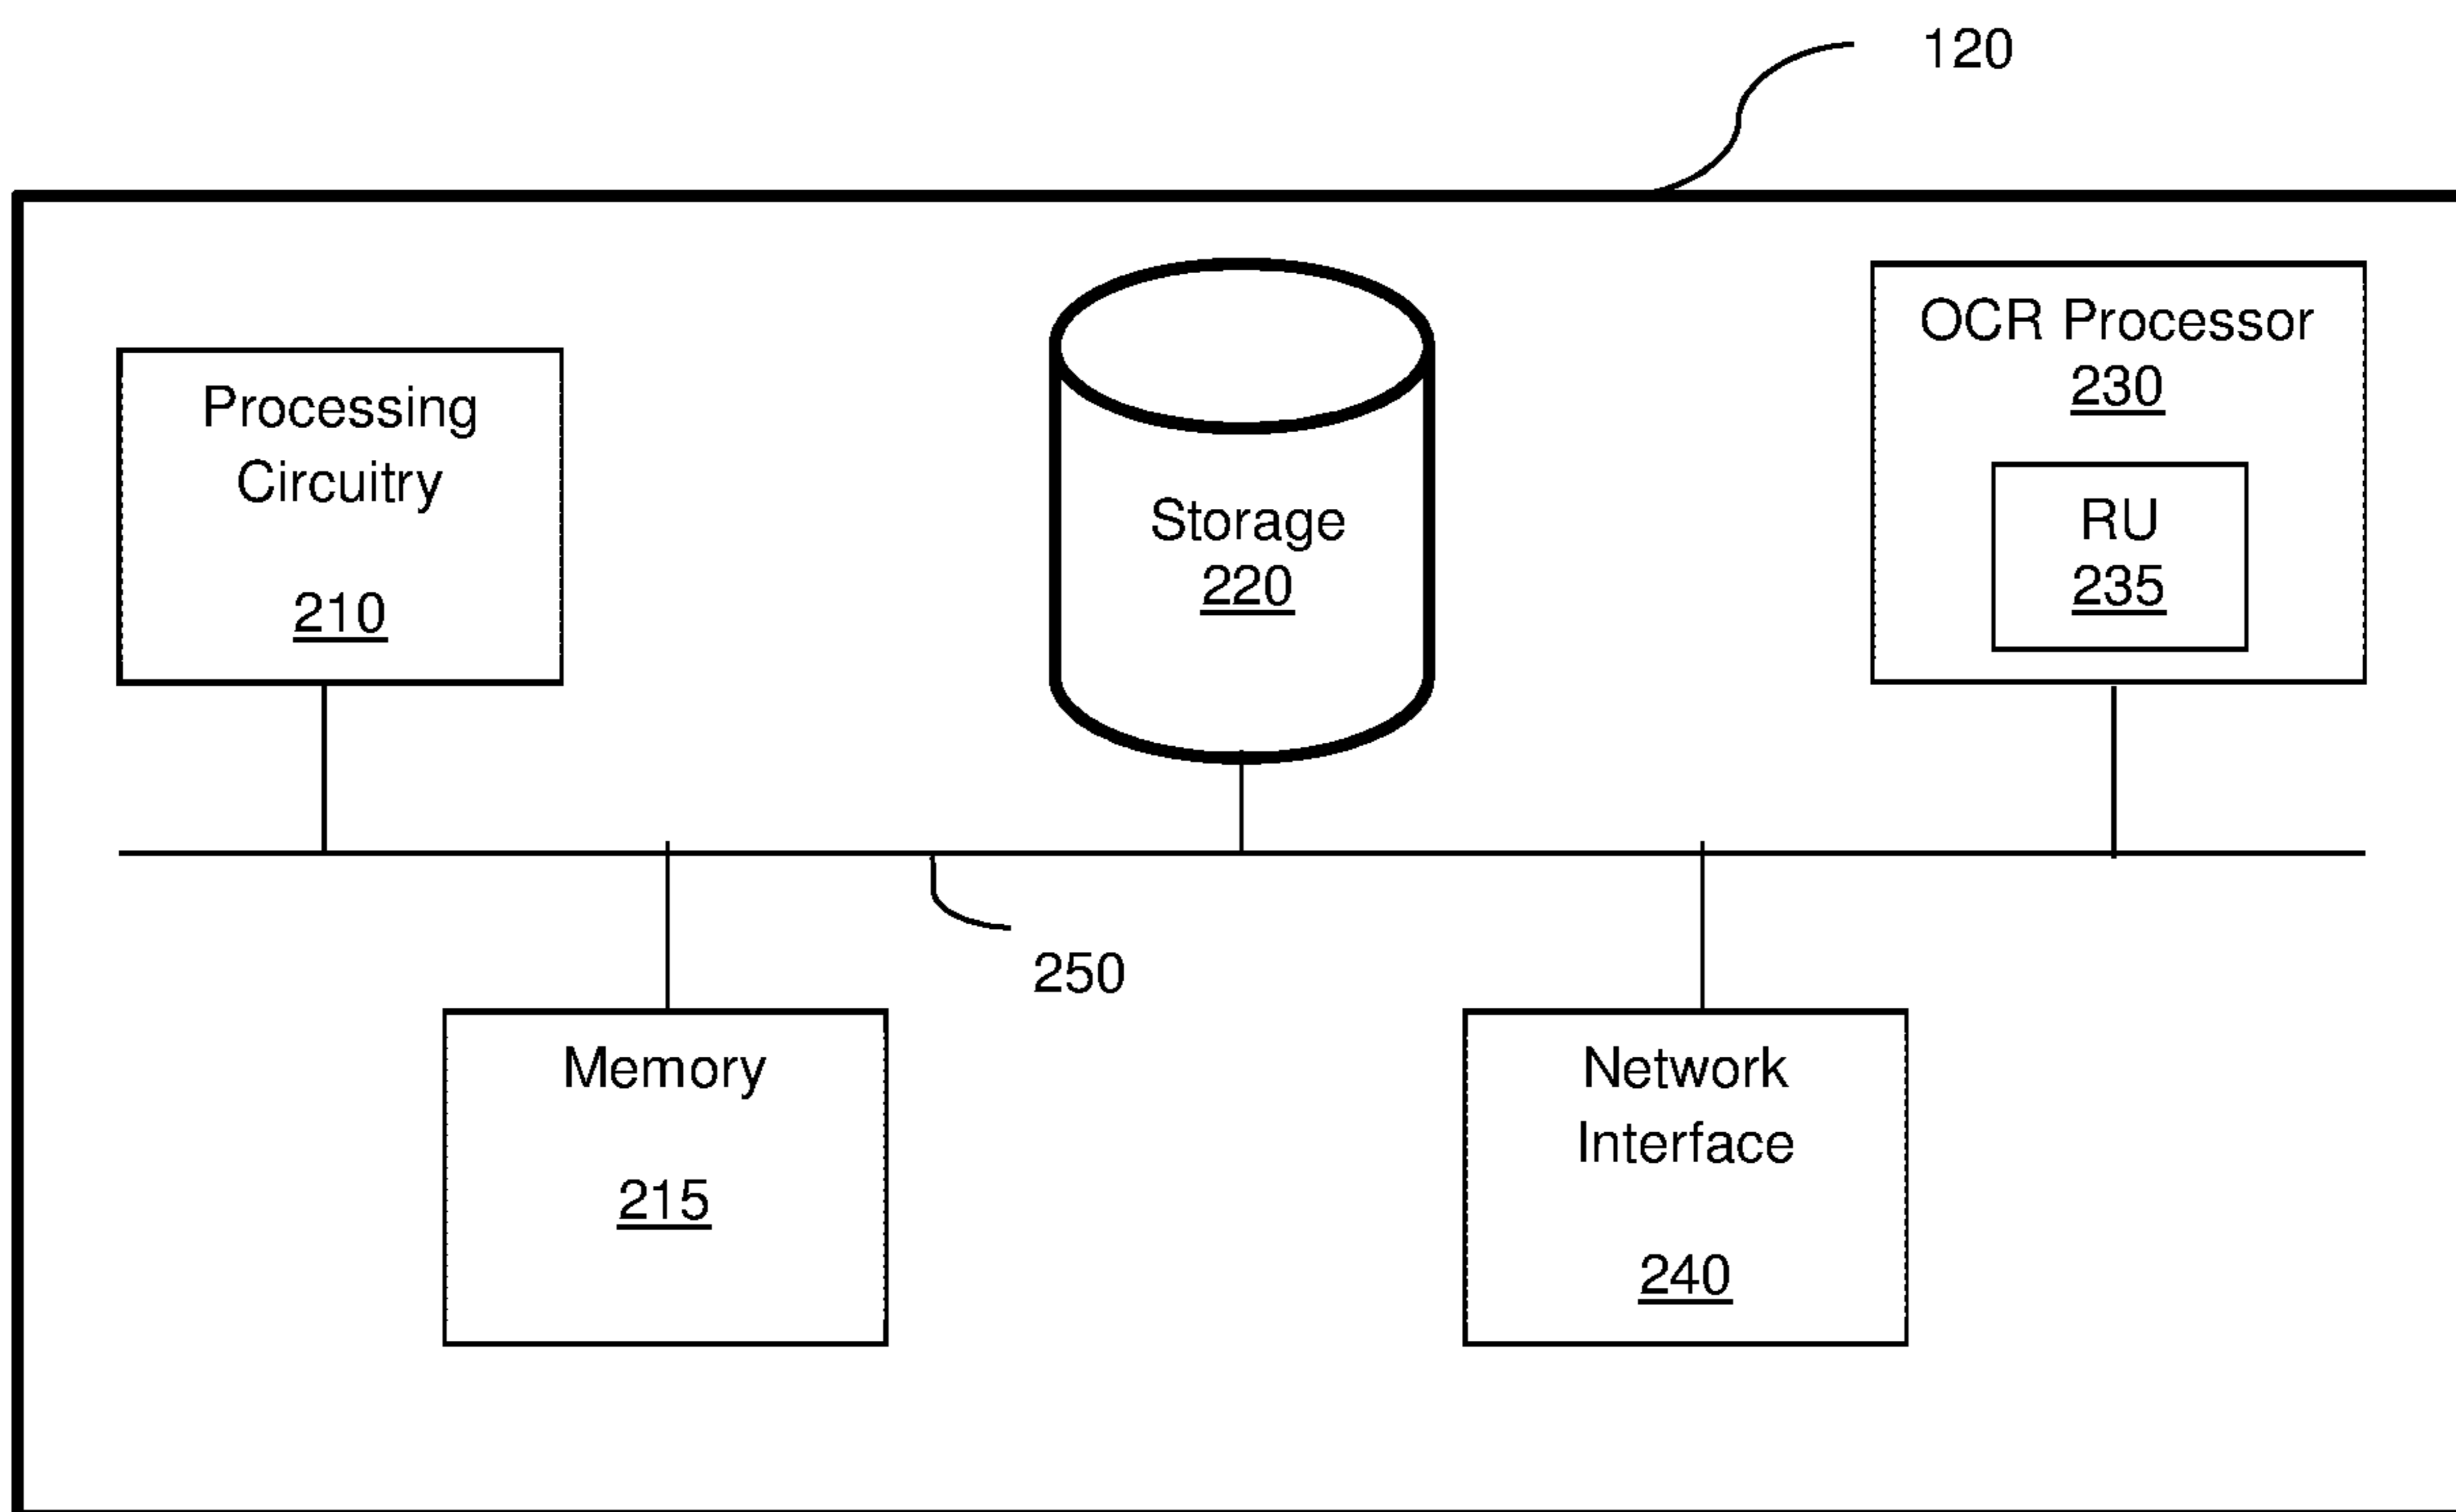 120
Processing
Circuitry
210
Storage
220
OCR Processor
230
RU
235
250
Memory
215
Network
Interface
240